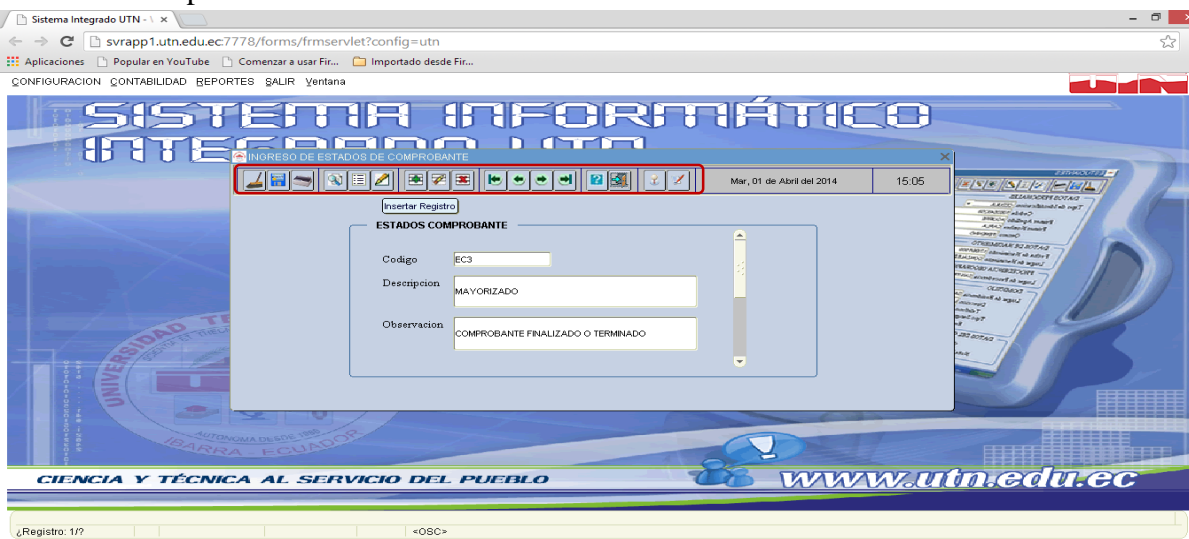 Sistema Integrado UTN - \
svrapp1.utn.edu.ec:7778/forms/frmservlet?config=utn
Aplicaciones Popular en YouTube Comenzar a usar Fir... Importado desde Fir...
CONFIGURACION CONTABILIDAD REPORTES SALIR Ventana
SISTEMA INFORMÁTICO
INTEGRADO UTN
INGRESO DE ESTADOS DE COMPROBANTE
Mar, 01 de Abril del 2014 15:05
Insertar Registro
ESTADOS COMPROBANTE
Codigo EC3
Descripcion MAYORIZADO
Observacion COMPROBANTE FINALIZADO O TERMINADO
IBARRA - ECUADOR
CIENCIA Y TÉCNICA AL SERVICIO DEL PUEBLO
www.utn.edu.ec
¿Registro: 1/? <OSC>